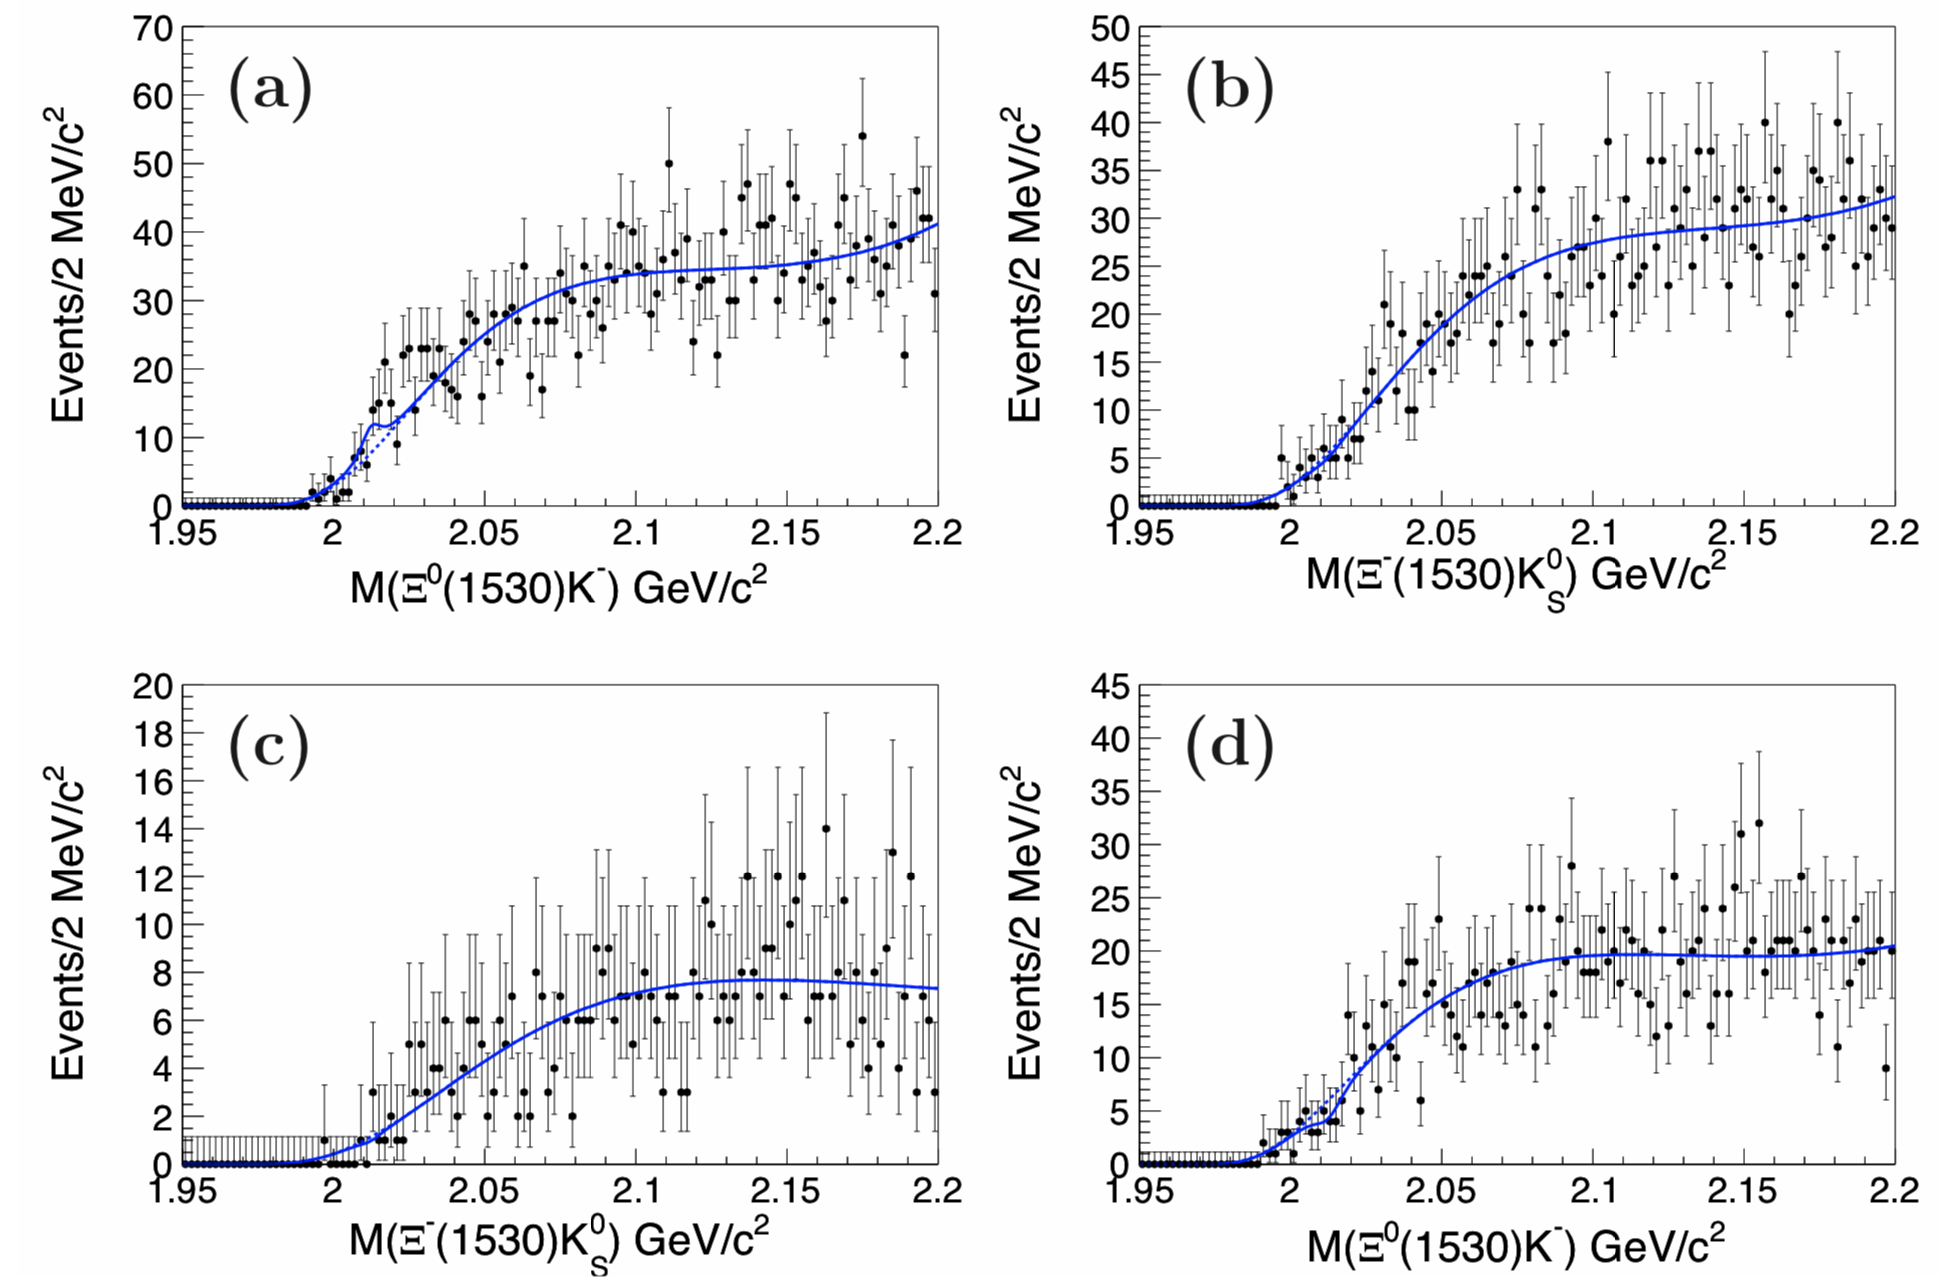 (a)
Events/2 MeV/c²
70
60
50
40
30
20
10
0
1.95 2 2.05 2.1 2.15 2.2
M(Ξ⁰(1530)K⁻) GeV/c²
(b)
Events/2 MeV/c²
50
45
40
35
30
25
20
15
10
5
0
1.95 2 2.05 2.1 2.15 2.2
M(Ξ⁻(1530)K⁰_S) GeV/c²
(c)
Events/2 MeV/c²
20
18
16
14
12
10
8
6
4
2
0
1.95 2 2.05 2.1 2.15 2.2
M(Ξ⁻(1530)K⁰_S) GeV/c²
(d)
Events/2 MeV/c²
45
40
35
30
25
20
15
10
5
0
1.95 2 2.05 2.1 2.15 2.2
M(Ξ⁰(1530)K⁻) GeV/c²